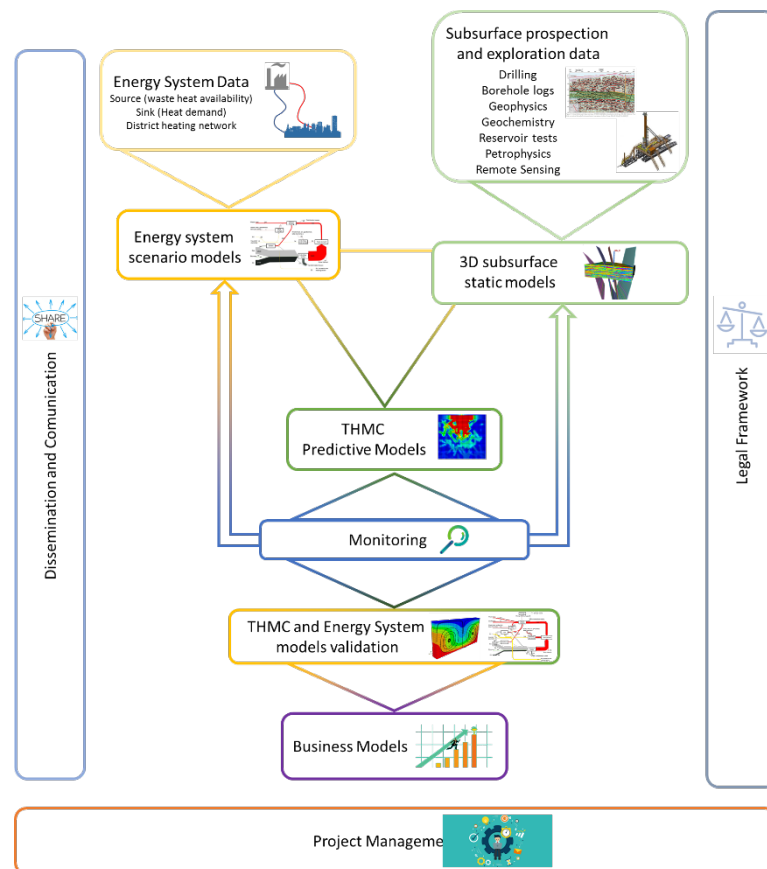 Energy System Data
Source (waste heat availability)
Sink (Heat demand)
District heating network
Subsurface prospection
and exploration data
Drilling
Borehole logs
Geophysics
Geochemistry
Reservoir tests
Petrophysics
Remote Sensing
Energy system
scenario models
3D subsurface
static models
SHARE
Dissemination and Comunication
Legal Framework
THMC
Predictive Models
Monitoring
THMC and Energy System
models validation
Business Models
Project Manageme